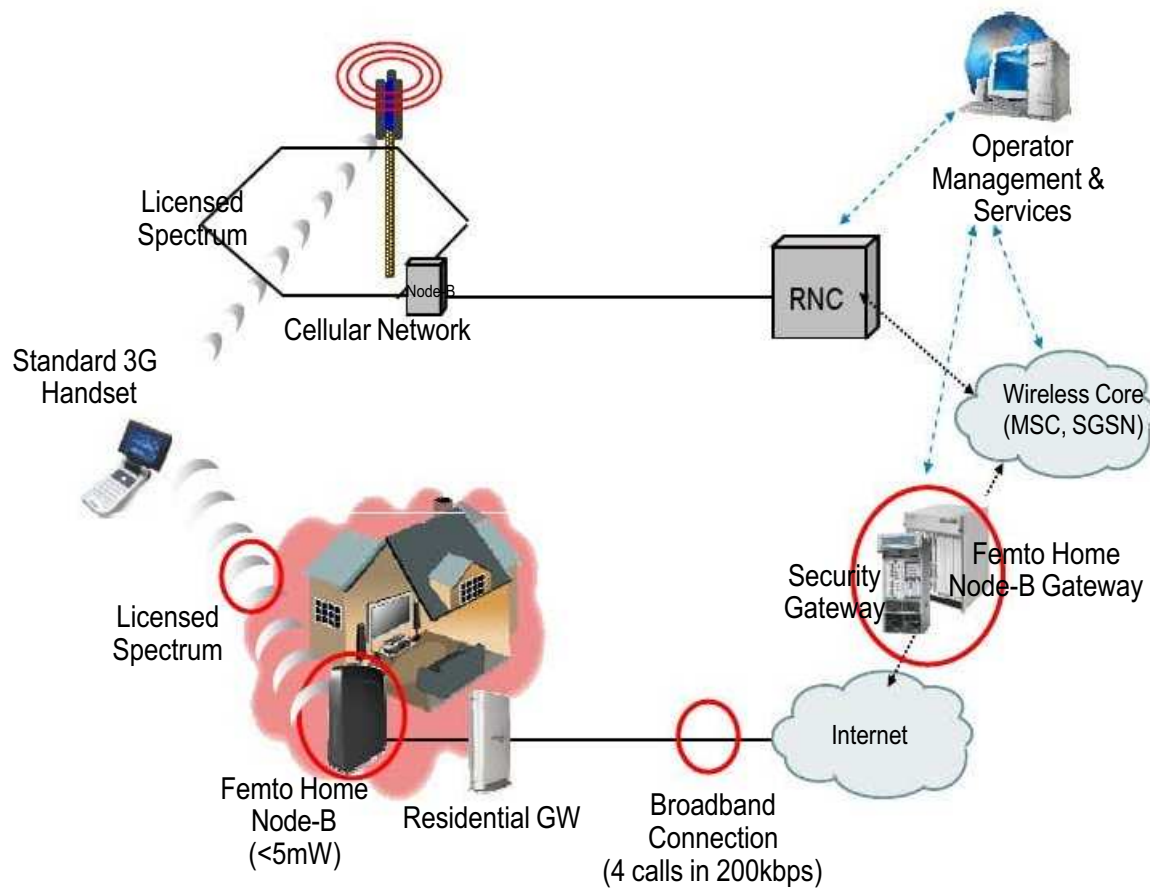 Operator
Management &
Services
Licensed
Spectrum
Node-B
RNC
Cellular Network
Standard 3G
Handset
Wireless Core
(MSC, SGSN)
Security
Gateway
Femto Home
Node-B Gateway
Licensed
Spectrum
Internet
Femto Home
Node-B
(<5mW)
Residential GW
Broadband
Connection
(4 calls in 200kbps)